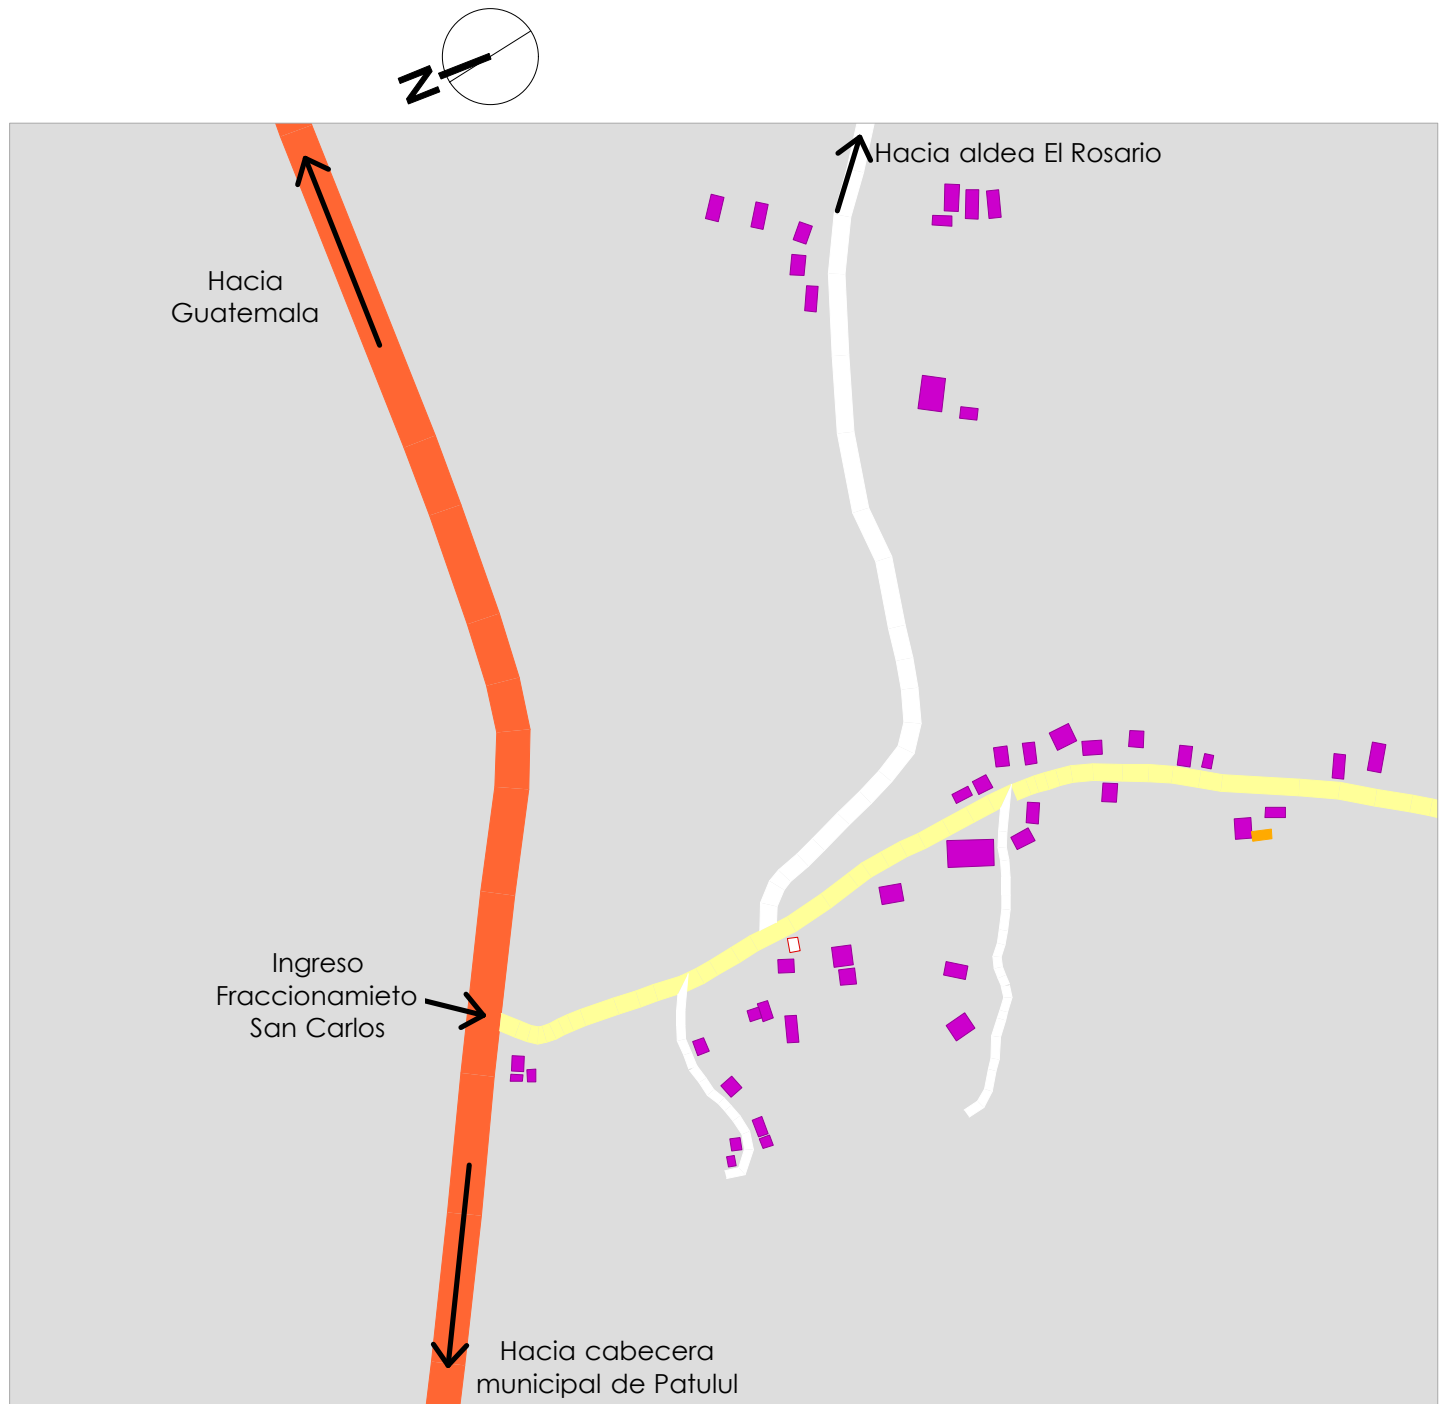 N
Hacia aldea El Rosario
Hacia
Guatemala
Ingreso
Fraccionamieto
San Carlos
Hacia cabecera
municipal de Patulul